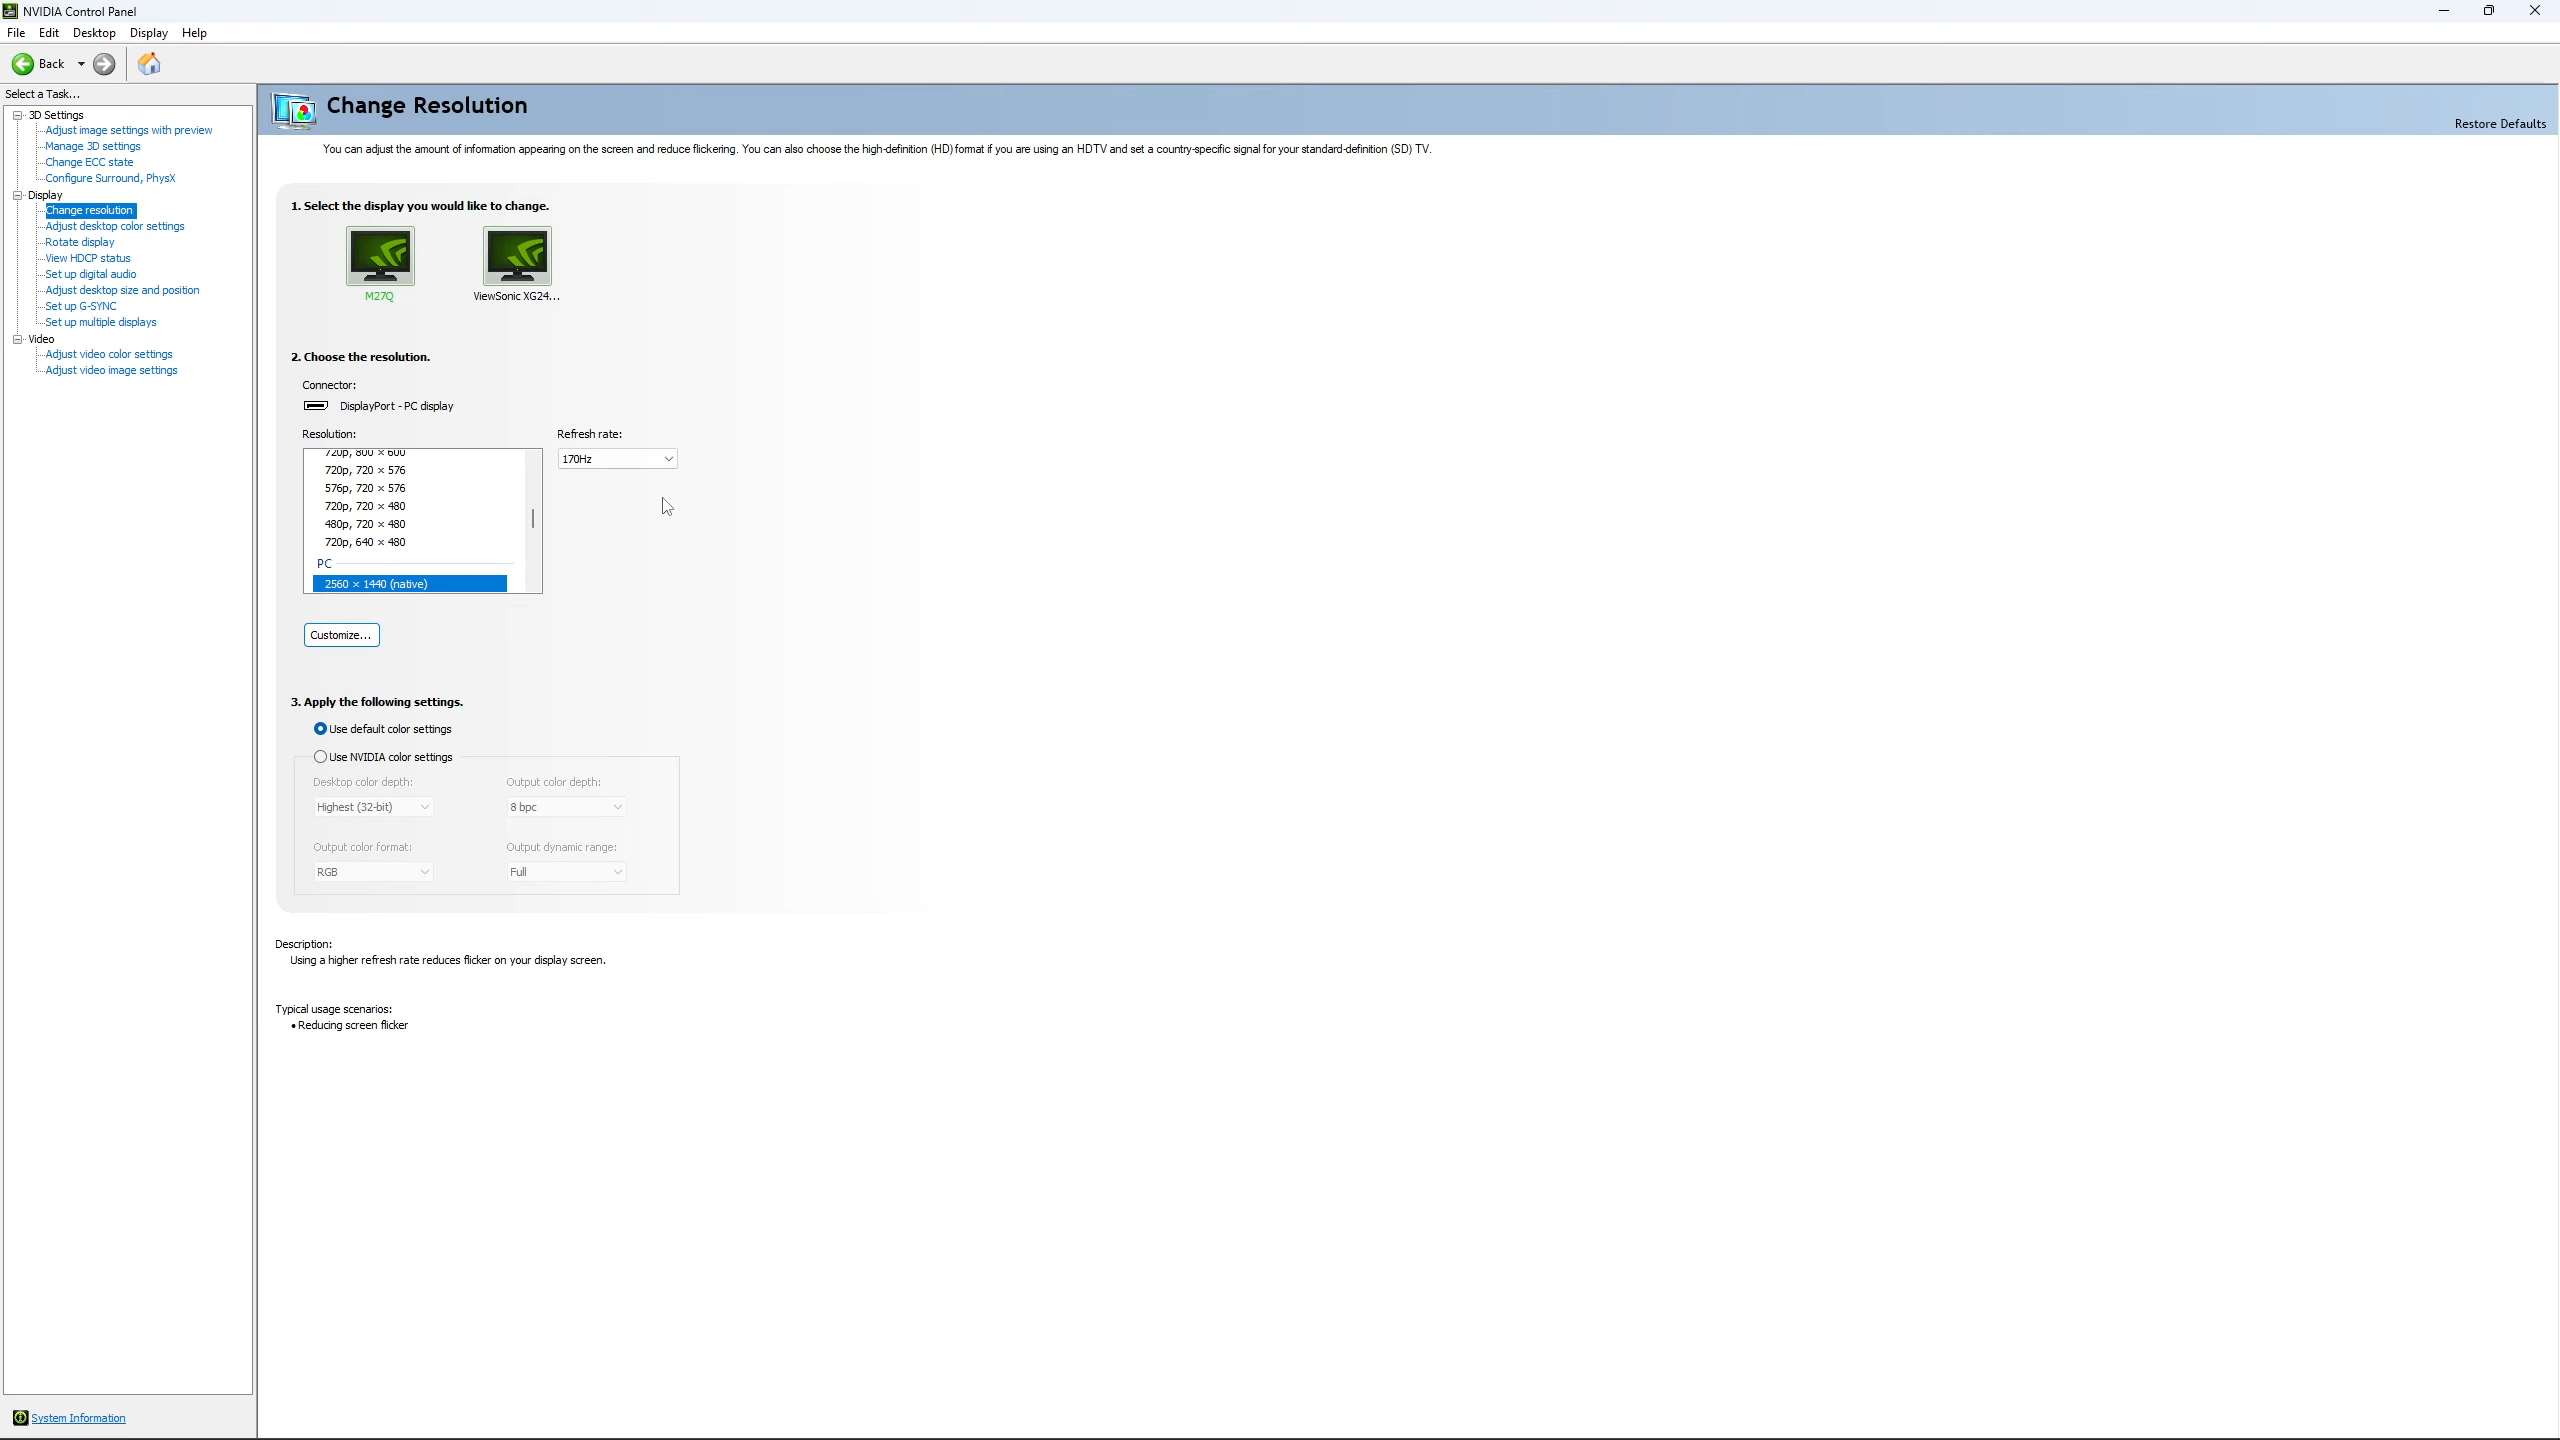 NVIDIA Control Panel
File Edit Desktop Display Help
Back
Select a Task...
3D Settings
Adjust image settings with preview
Manage 3D settings
Change ECC state
Configure Surround, PhysX
Display
Change resolution
Adjust desktop color settings
Rotate display
View HDCP status
Set up digital audio
Adjust desktop size and position
Set up G-SYNC
Set up multiple displays
Video
Adjust video color settings
Adjust video image settings
System Information
Change Resolution
Restore Defaults
You can adjust the amount of information appearing on the screen and reduce flickering. You can also choose the high-definition (HD) format if you are using an HDTV and set a country-specific signal for your standard-definition (SD) TV.
1. Select the display you would like to change.
M27Q ViewSonic XG24...
2. Choose the resolution.
Connector:
DisplayPort - PC display
Resolution: Refresh rate:
720p, 800 × 600
170Hz
720p, 720 × 576
576p, 720 × 576
720p, 720 × 480
480p, 720 × 480
720p, 640 × 480
PC
2560 × 1440 (native)
Customize...
3. Apply the following settings.
Use default color settings
Use NVIDIA color settings
Desktop color depth: Output color depth:
Highest (32-bit) 8 bpc
Output color format: Output dynamic range:
RGB Full
Description:
Using a higher refresh rate reduces flicker on your display screen.
Typical usage scenarios:
• Reducing screen flicker